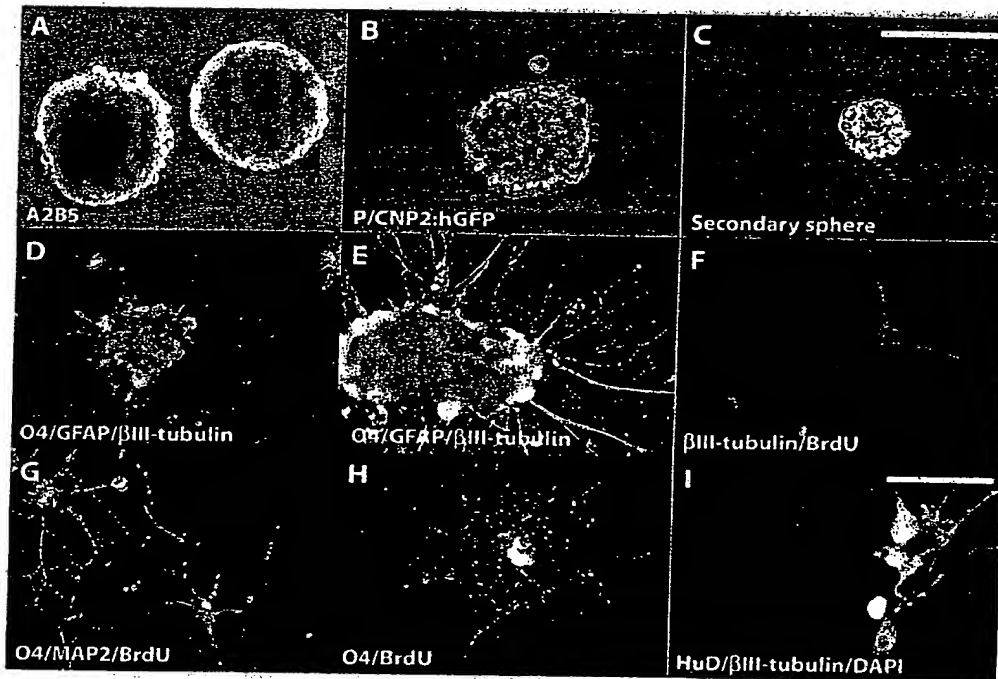 A
B
C
A2B5
P/CNP2:hGFP
Secondary sphere
D
E
F
O4/GFAP/βIII-tubulin
O4/GFAP/βIII-tubulin
βIII-tubulin/BrdU
G
H
I
O4/MAP2/BrdU
O4/BrdU
HuD/βIII-tubulin/DAPI